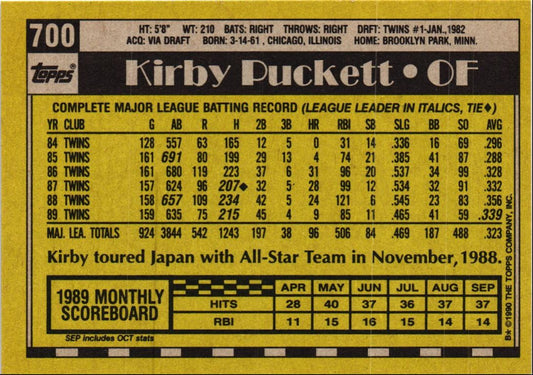 700
HT: 5'8" WT: 210 BATS: RIGHT THROWS: RIGHT DRFT: TWINS #1-JAN., 1982
ACQ: VIA DRAFT BORN: 3-14-61 , CHICAGO, ILLINOIS HOME: BROOKLYN PARK, MINN.
topps®
Kirby Puckett • OF
COMPLETE MAJOR LEAGUE BATTING RECORD (LEAGUE LEADER IN ITALICS, TIE♦)
YR CLUB G AB R H 2B 3B HR RBI SB SLG BB SO AVG
84 TWINS 128 557 63 165 12 5 0 31 14 .336 16 69 .296
85 TWINS 161 691 80 199 29 13 4 74 21 .385 41 87 .288
86 TWINS 161 680 119 223 37 6 31 96 20 .537 34 99 .328
87 TWINS 157 624 96 207♦ 32 5 28 99 12 .534 32 91 .332
88 TWINS 158 657 109 234 42 5 24 121 6 .545 23 83 .356
89 TWINS 159 635 75 215 45 4 9 85 11 .465 41 59 .339
MAJ. LEA. TOTALS 924 3844 542 1243 197 38 96 506 84 .469 187 488 .323
Kirby toured Japan with All-Star Team in November, 1988.
1989 MONTHLY SCOREBOARD
APR MAY JUN JUL AUG SEP
HITS 28 40 37 36 37 37
RBI 11 15 16 15 14 14
SEP includes OCT stats
B★ ©1990 THE TOPPS COMPANY, INC.